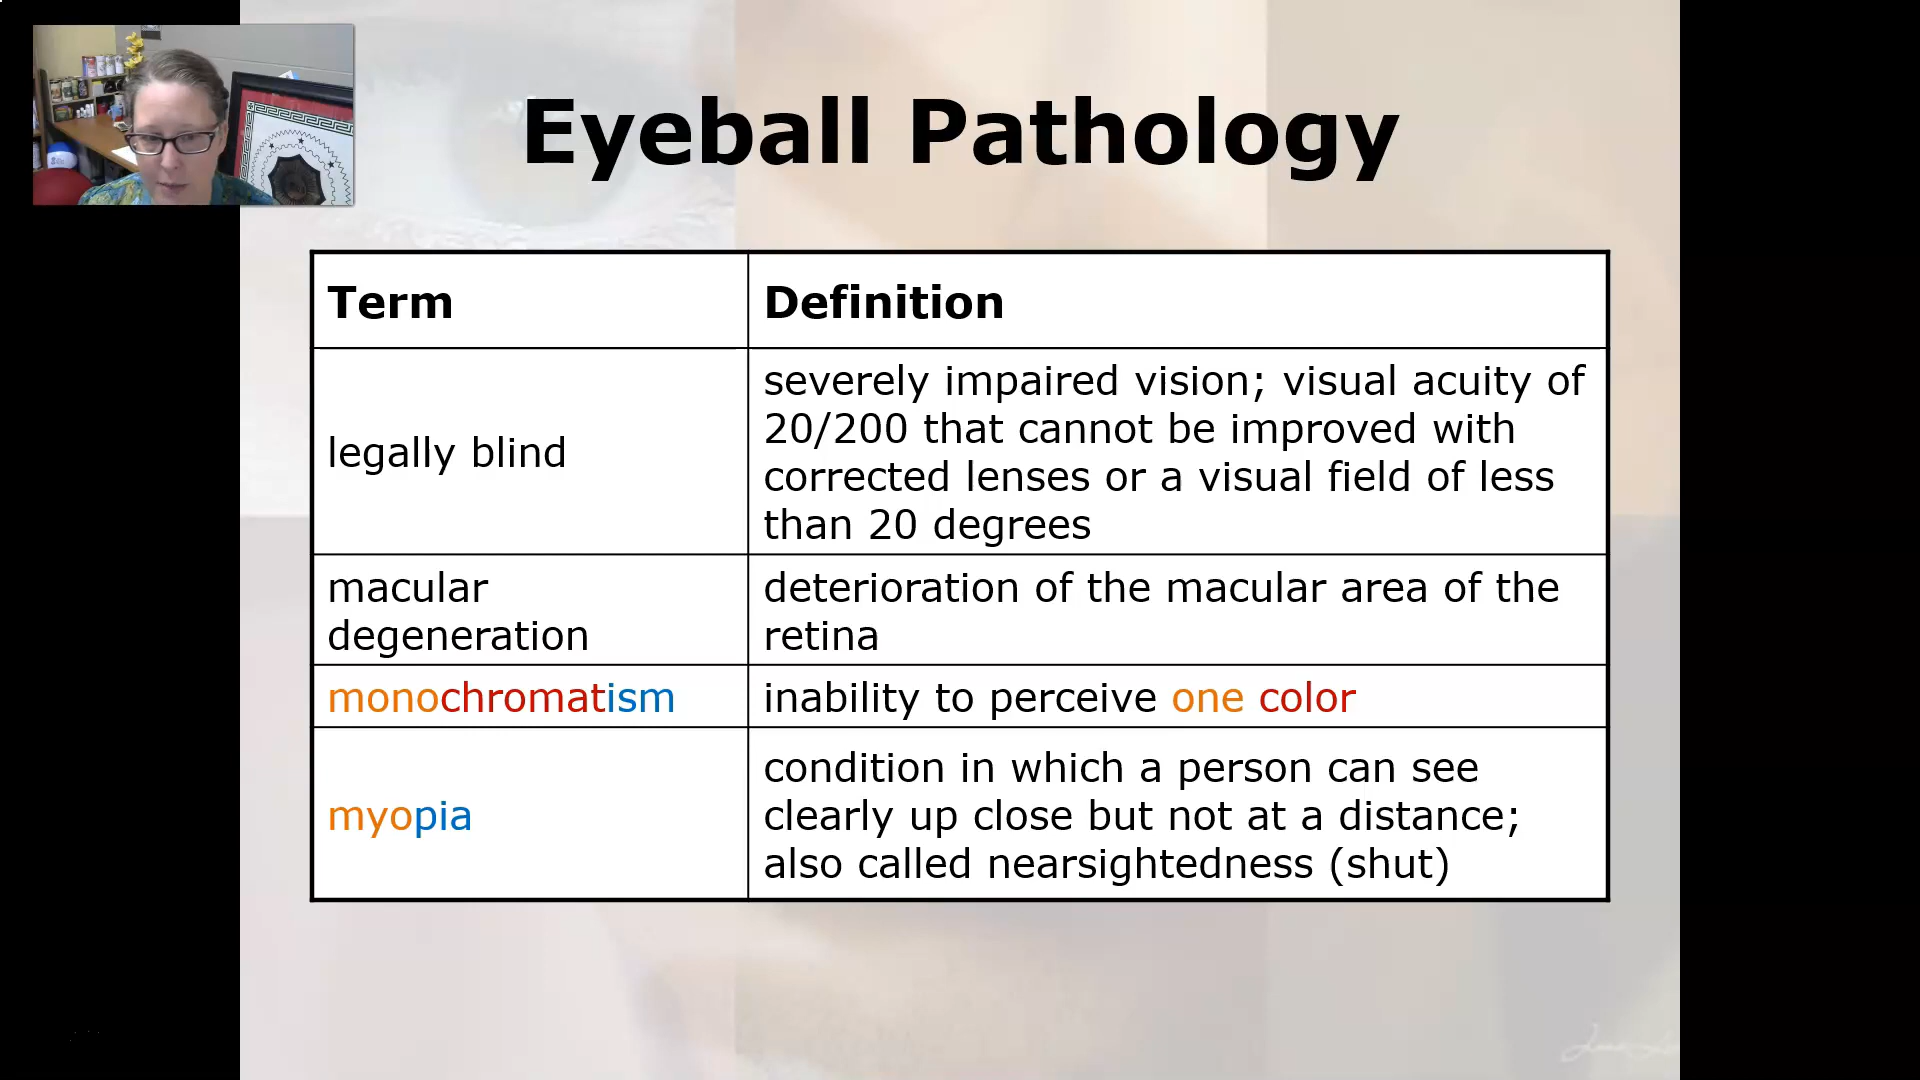 Eyeball Pathology
Term
Definition
legally blind
severely impaired vision; visual acuity of
20/200 that cannot be improved with
corrected lenses or a visual field of less
than 20 degrees
macular
degeneration
deterioration of the macular area of the
retina
monochromatism
inability to perceive one color
myopia
condition in which a person can see
clearly up close but not at a distance;
also called nearsightedness (shut)